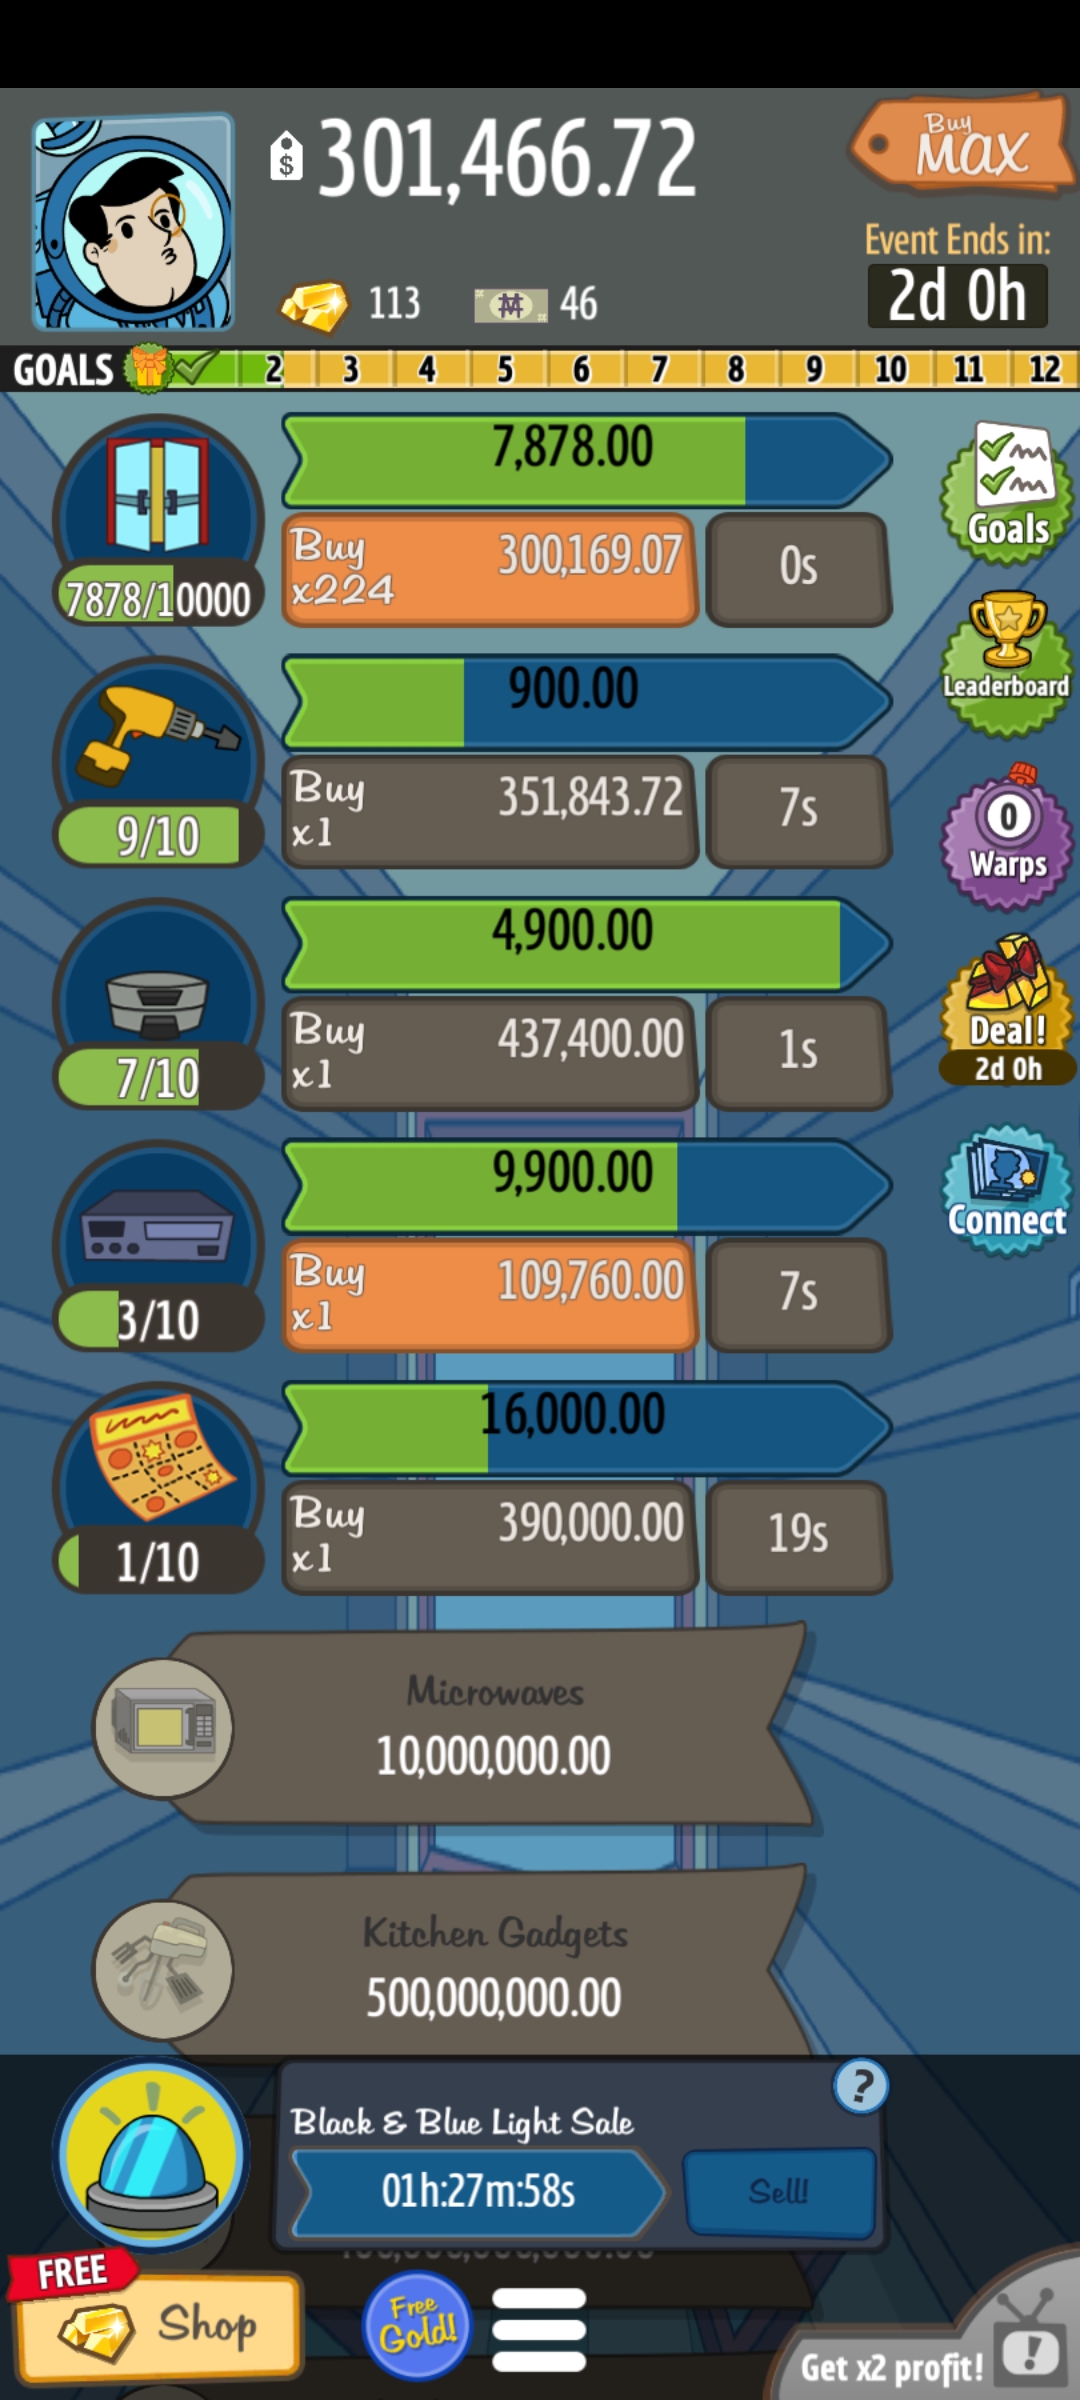 301,466.72
Buy
MAX
113
46
Event Ends in:
2d 0h
GOALS 2 3 4 5 6 7 8 9 10 11 12
7,878.00
Buy
x224
300,169.07
0s
7878/10000
Goals
Leaderboard
900.00
Buy
x1
351,843.72
7s
9/10
0
Warps
4,900.00
Buy
x1
437,400.00
1s
7/10
Deal!
2d 0h
9,900.00
Buy
x1
109,760.00
7s
3/10
Connect
16,000.00
Buy
x1
390,000.00
19s
1/10
Microwaves
10,000,000.00
Kitchen Gadgets
500,000,000.00
?
Black & Blue Light Sale
01h:27m:58s
Sell!
FREE
Shop
Free
Gold!
Get x2 profit!